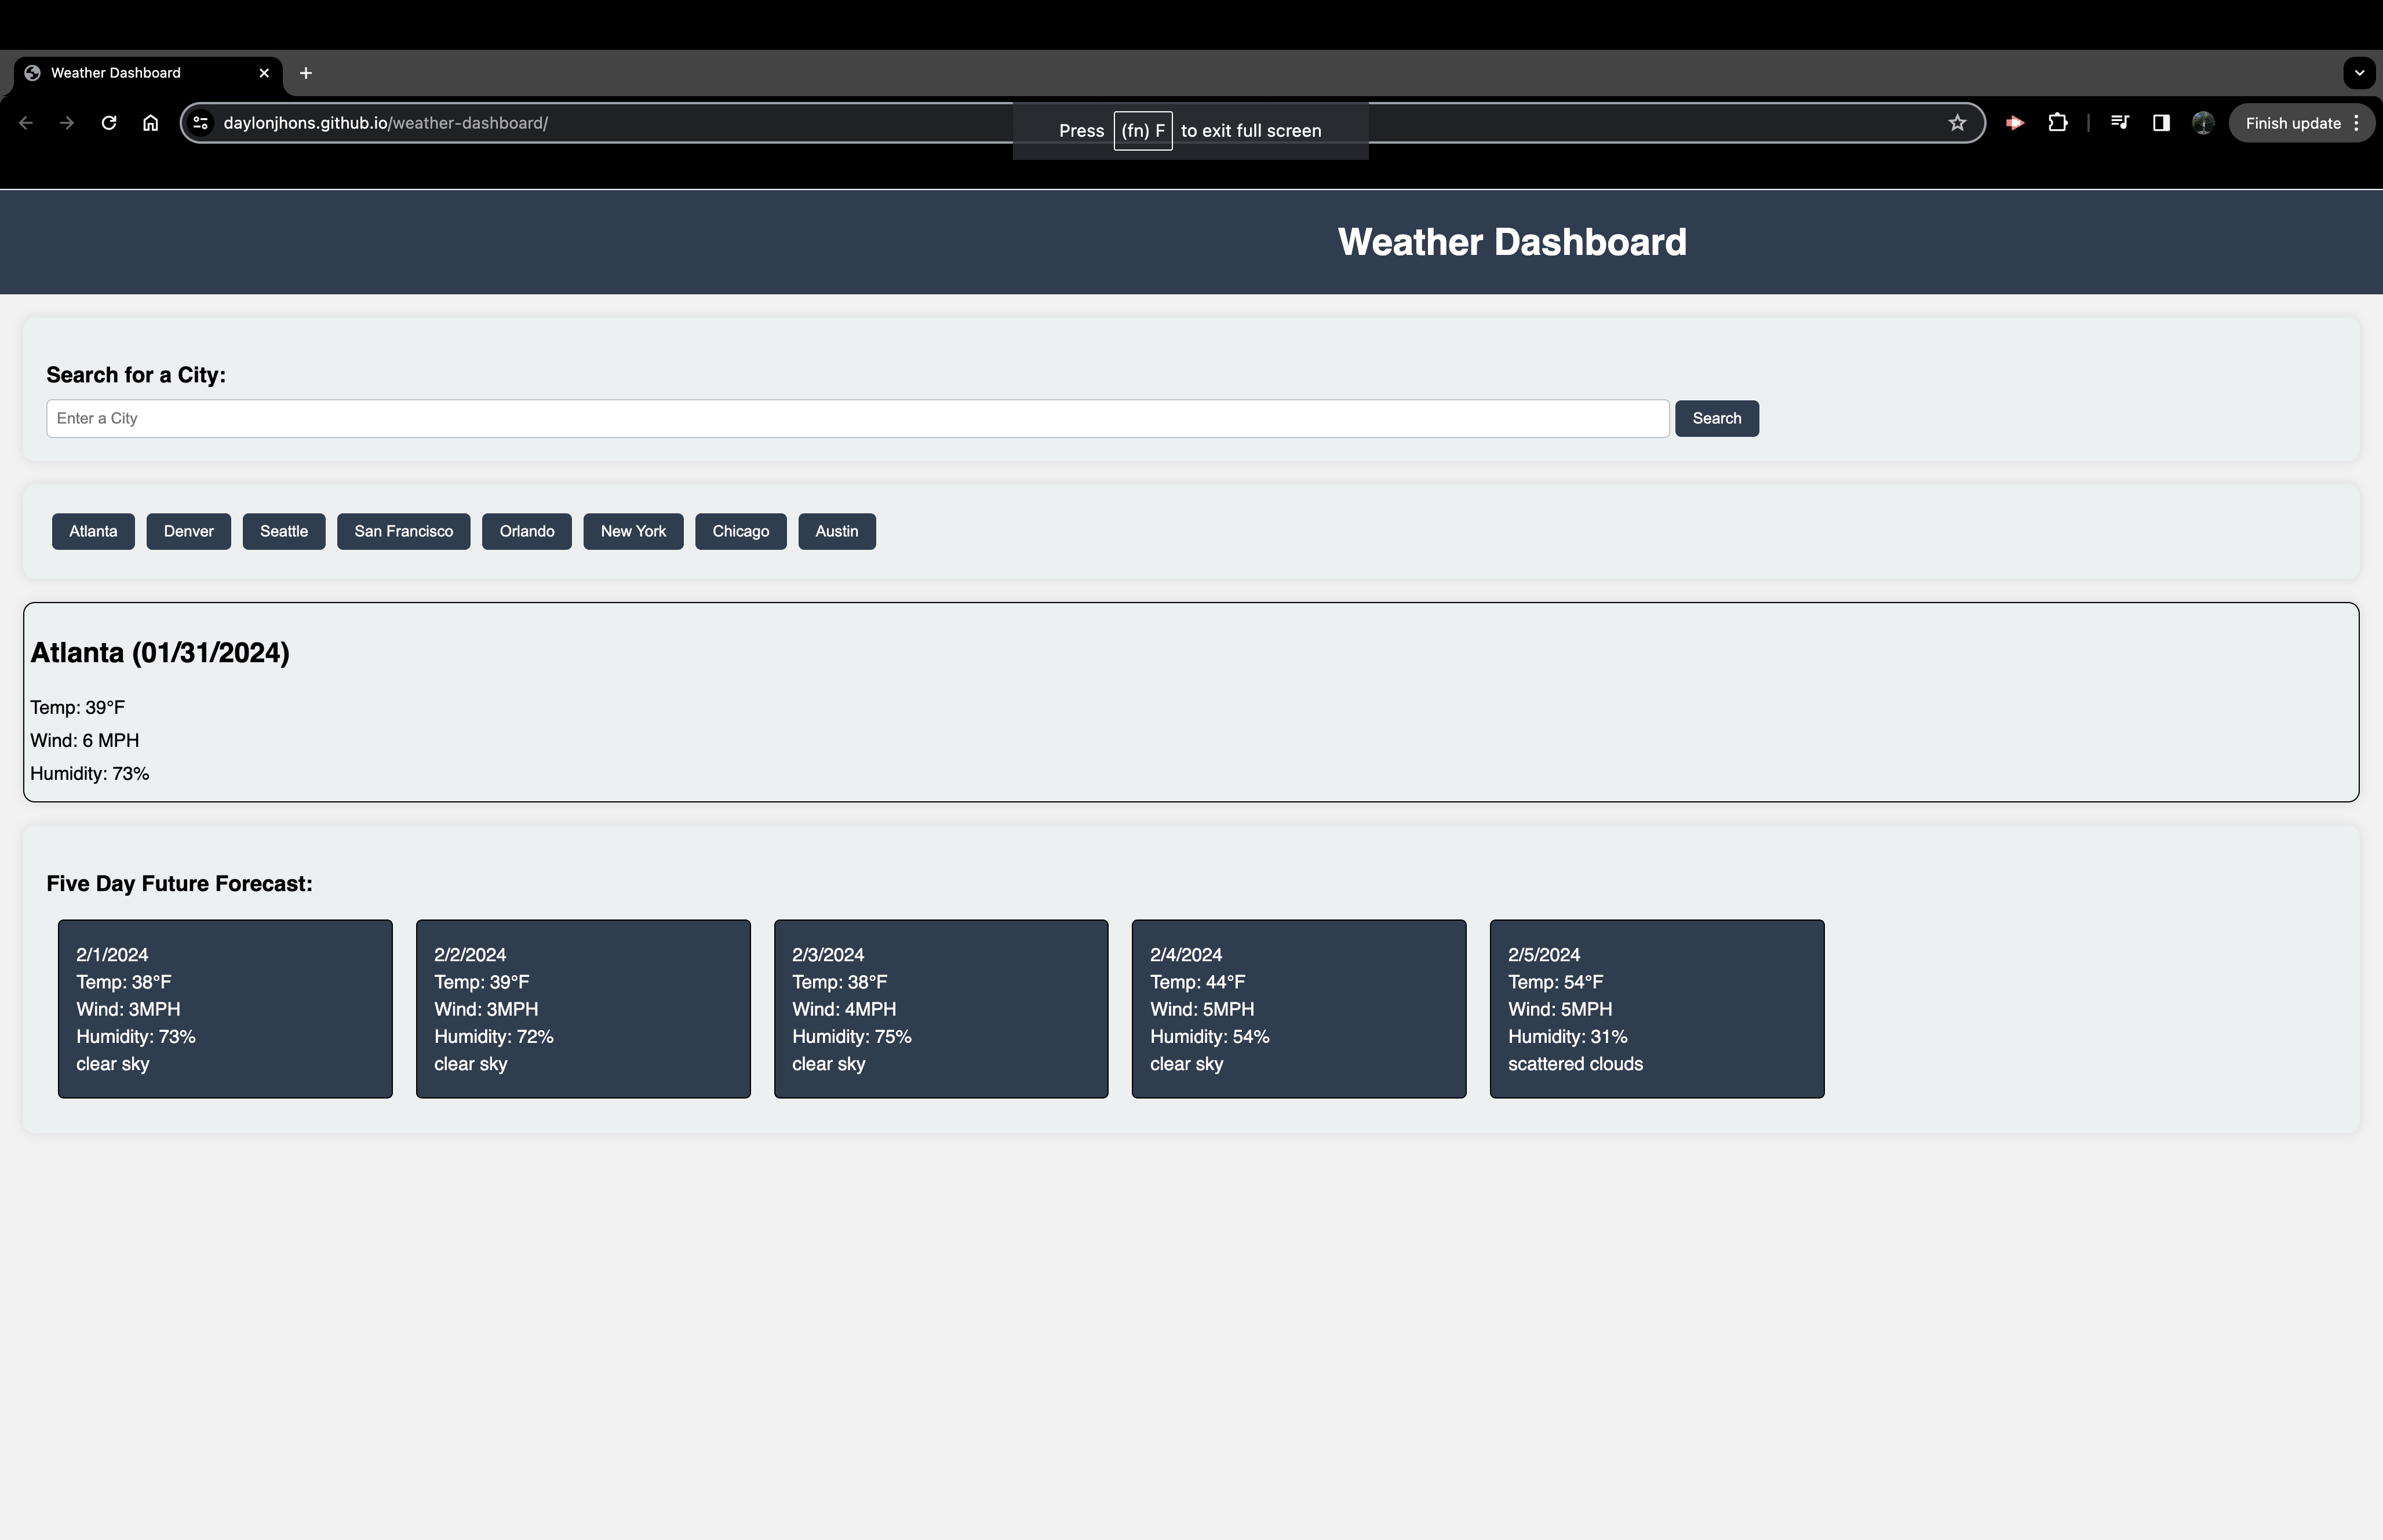 Weather Dashboard
daylonjhons.github.io/weather-dashboard/
Press (fn) F to exit full screen
Finish update
Weather Dashboard
Search for a City:
Enter a City
Search
Atlanta Denver Seattle San Francisco Orlando New York Chicago Austin
Atlanta (01/31/2024)
Temp: 39°F
Wind: 6 MPH
Humidity: 73%
Five Day Future Forecast:
2/1/2024
Temp: 38°F
Wind: 3MPH
Humidity: 73%
clear sky
2/2/2024
Temp: 39°F
Wind: 3MPH
Humidity: 72%
clear sky
2/3/2024
Temp: 38°F
Wind: 4MPH
Humidity: 75%
clear sky
2/4/2024
Temp: 44°F
Wind: 5MPH
Humidity: 54%
clear sky
2/5/2024
Temp: 54°F
Wind: 5MPH
Humidity: 31%
scattered clouds